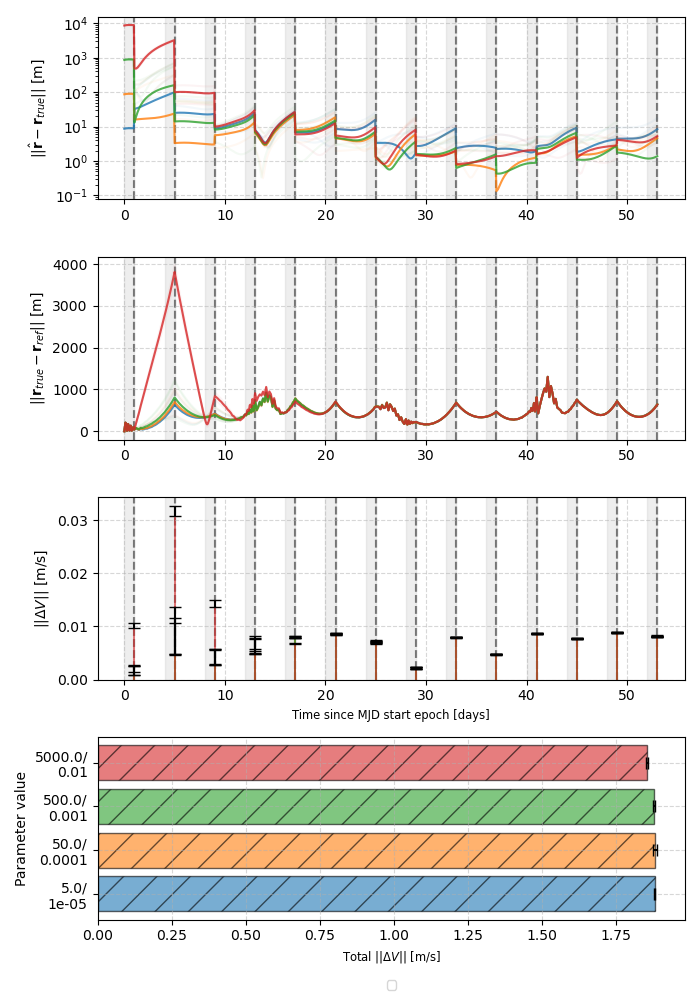 10⁴
10³
10²
10¹
10⁰
10⁻¹
||r̂ − r_true|| [m]
0 10 20 30 40 50
4000
3000
2000
1000
0
||r_true − r_ref|| [m]
0 10 20 30 40 50
0.03
0.02
0.01
0.00
||ΔV|| [m/s]
0 10 20 30 40 50
Time since MJD start epoch [days]
5000.0/
0.01
500.0/
0.001
50.0/
0.0001
5.0/
1e-05
Parameter value
0.00 0.25 0.50 0.75 1.00 1.25 1.50 1.75
Total ||ΔV|| [m/s]